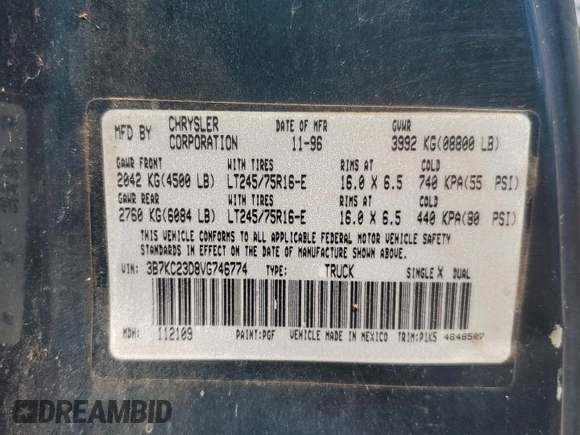 MFD BY CHRYSLER CORPORATION DATE OF MFR 11-96 GVWR 3992 KG(08800 LB)
GAWR FRONT WITH TIRES RIMS AT COLD
2042 KG(4500 LB) LT245/75R16-E 16.0 X 6.5 740 KPA(55 PSI)
GAWR REAR WITH TIRES RIMS AT COLD
2760 KG(6084 LB) LT245/75R16-E 16.0 X 6.5 440 KPA(80 PSI)
THIS VEHICLE CONFORMS TO ALL APPLICABLE FEDERAL MOTOR VEHICLE SAFETY
STANDARDS IN EFFECT ON THE DATE OF MANUFACTURE SHOWN ABOVE
VIN: 3B7KC23D8VG746774 TYPE: TRUCK SINGLE X DUAL
MDH: 112109 PAINT:PGF VEHICLE MADE IN MEXICO TRIM:P1K5 4648507
DREAMBID